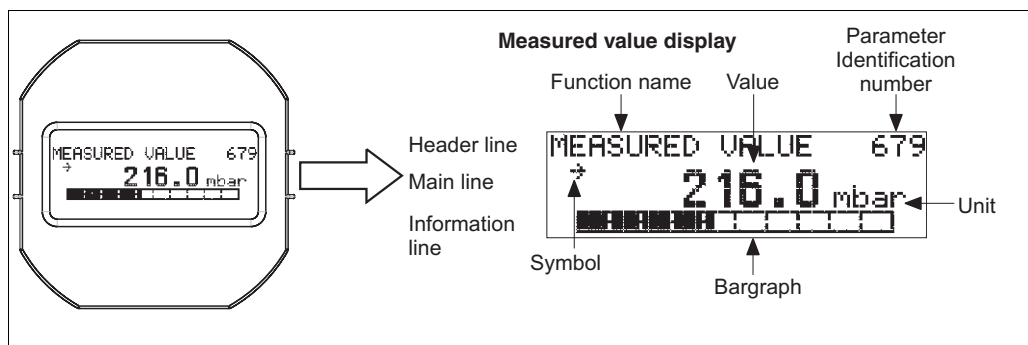 MEASURED VALUE 679
216.0 mbar
Header line
Main line
Information
line
Measured value display
Function name
Value
Parameter
Identification
number
MEASURED VALUE 679
216.0 mbar
Unit
Symbol
Bargraph